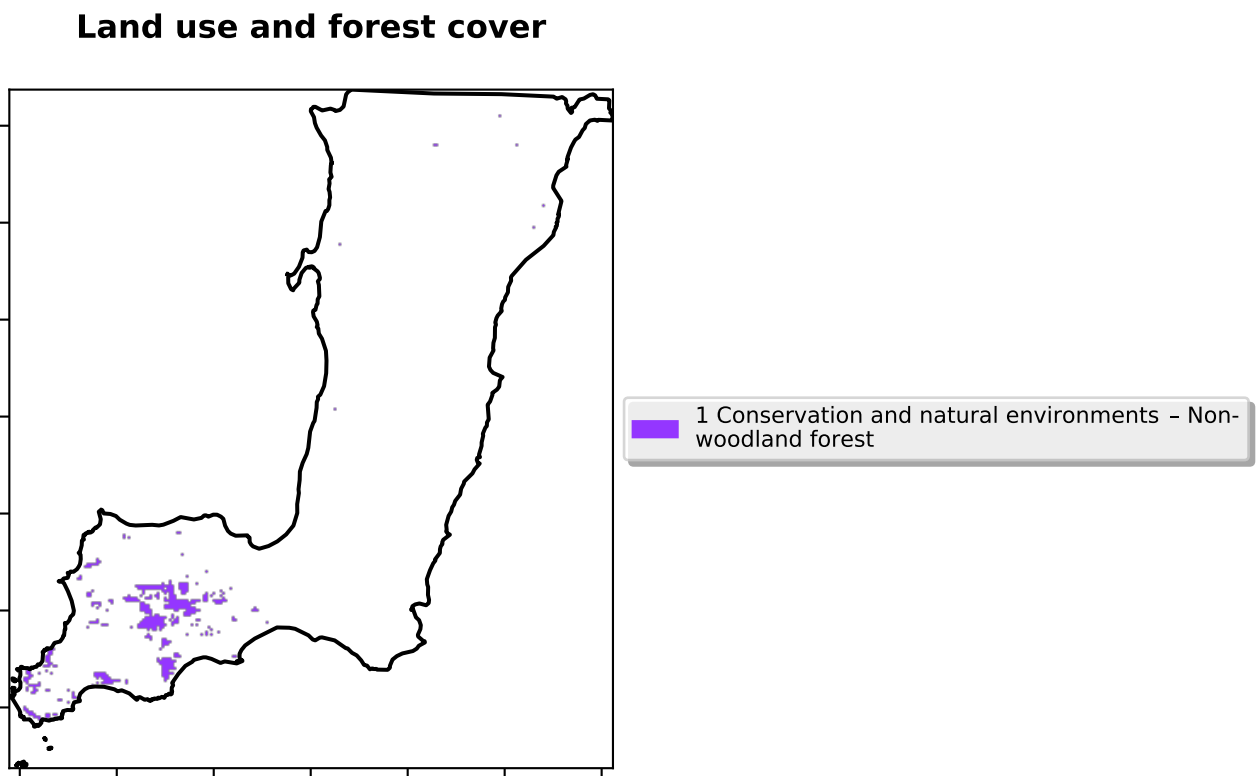 Land use and forest cover
1 Conservation and natural environments – Non-
woodland forest